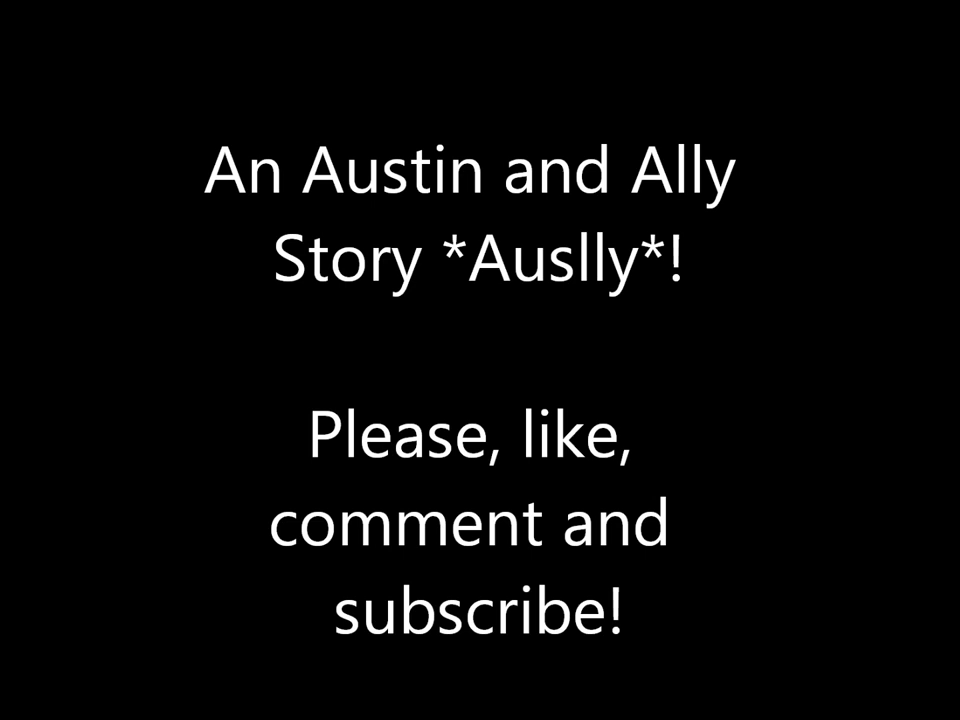 An Austin and Ally
Story *Auslly*!
Please, like,
comment and
subscribe!